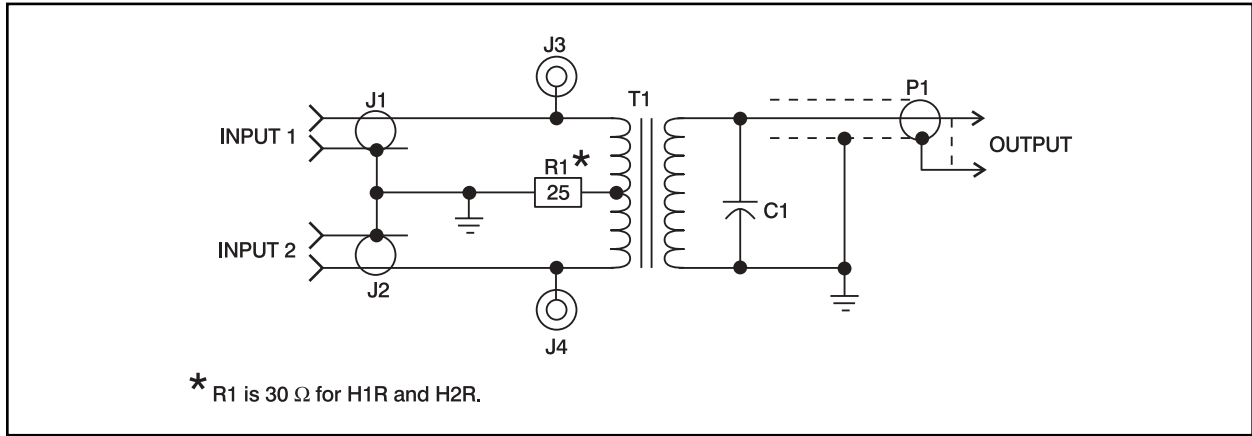 J3
T1
P1
J1
INPUT 1
OUTPUT
R1*
25
C1
INPUT 2
J2
J4
* R1 is 30 Ω for H1R and H2R.